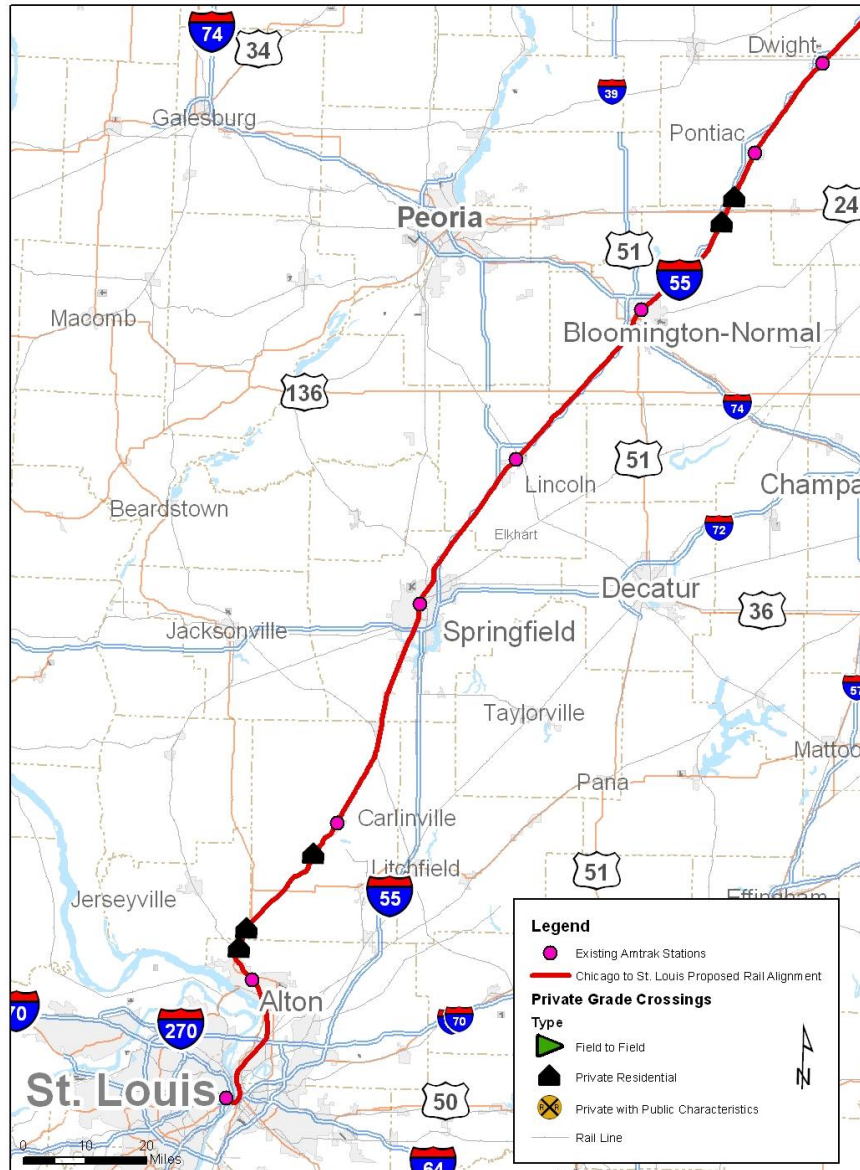 74
34
Dwight-
39
Galesburg
Pontiac
Peoria
24
51
55
Macomb
Bloomington-Normal
136
74
51
Lincoln
Champa
Beardstown
72
Elkhart
Decatur
36
Jacksonville
Springfield
57
Taylorville
Mattoo
Pana
Carlinville
Litchfield
51
Jerseyville
55
Effingham
Alton
70
270
70
St. Louis
50
64
0 10 20
Miles
Legend
Existing Amtrak Stations
Chicago to St. Louis Proposed Rail Alignment
Private Grade Crossings
Type
Field to Field
Private Residential
R R
Private with Public Characteristics
Rail Line
N